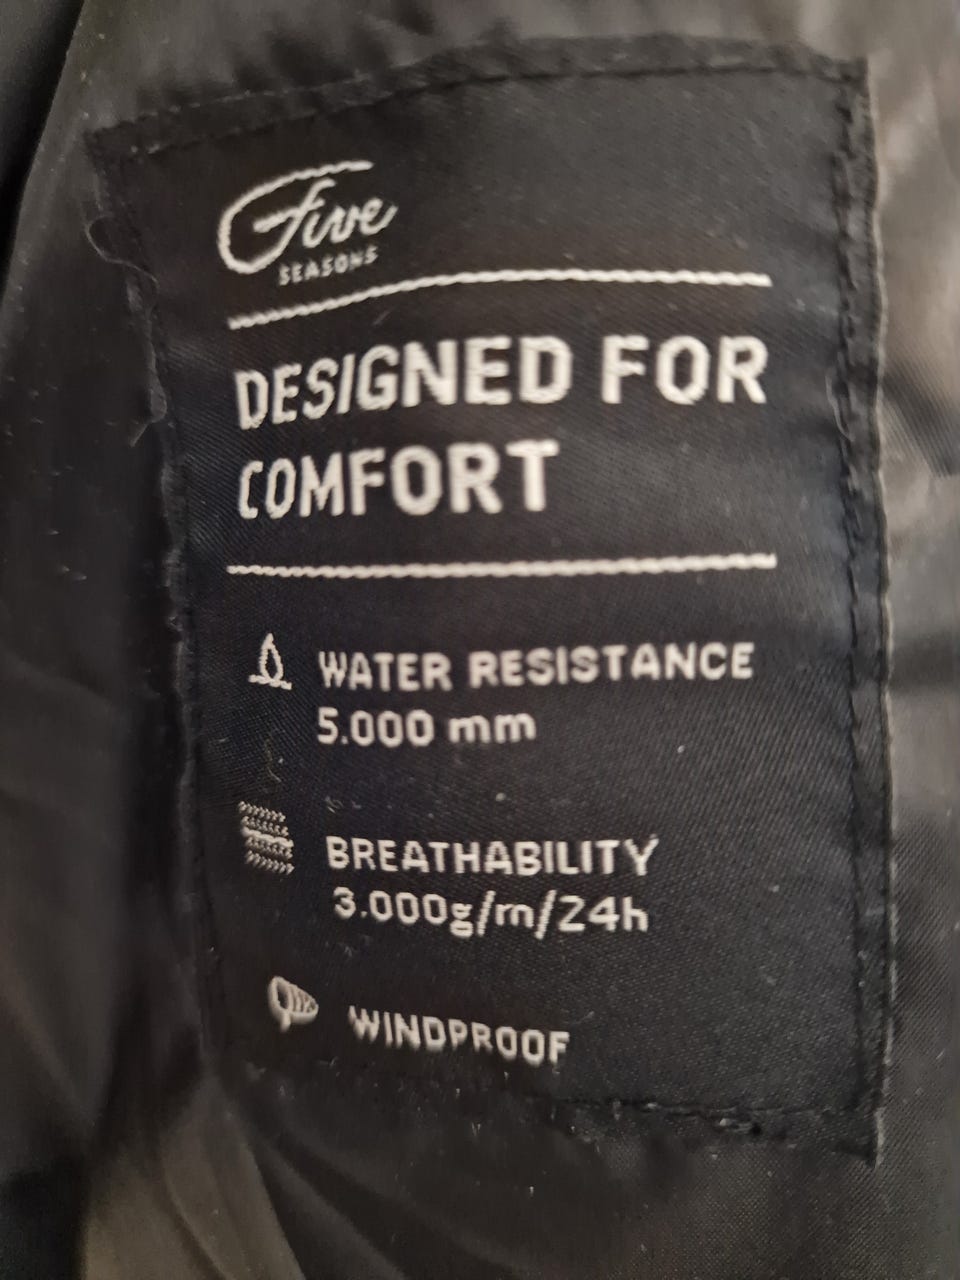 Five
SEASONS
DESIGNED FOR
COMFORT
WATER RESISTANCE
5.000 mm
BREATHABILITY
3.000g/m/24h
WINDPROOF